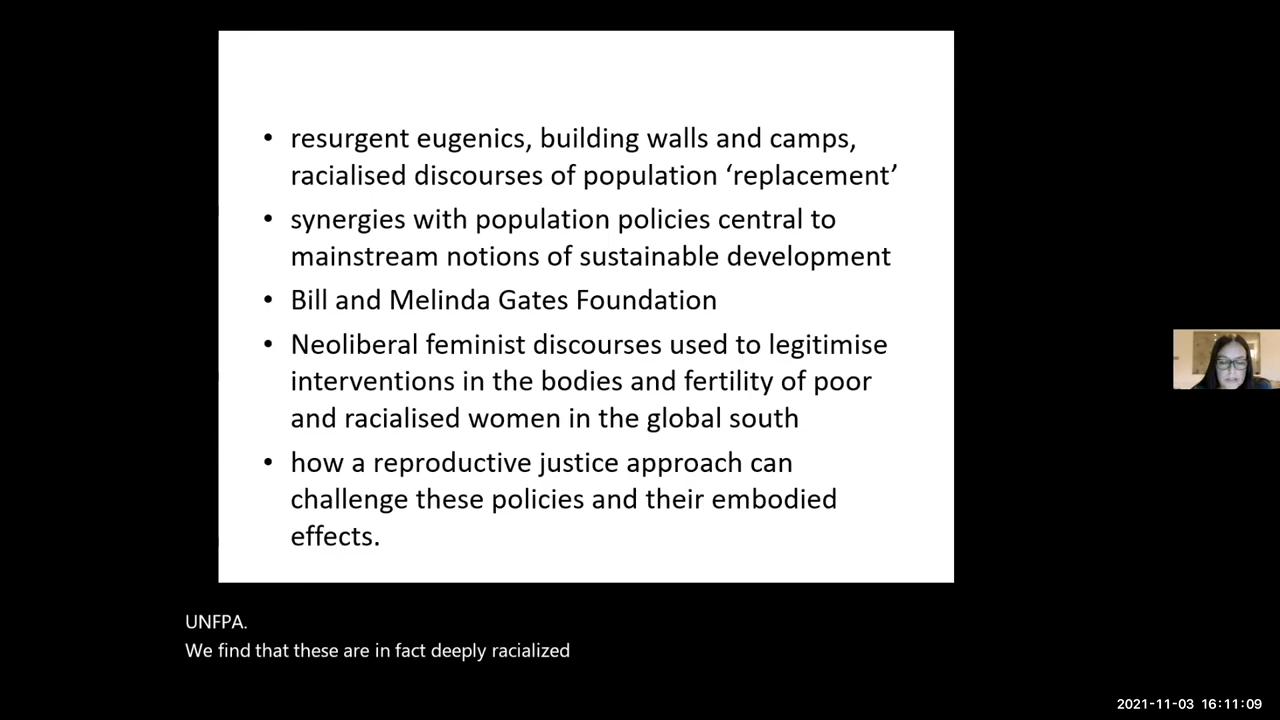 • resurgent eugenics, building walls and camps,
racialised discourses of population ‘replacement’
• synergies with population policies central to
mainstream notions of sustainable development
• Bill and Melinda Gates Foundation
• Neoliberal feminist discourses used to legitimise
interventions in the bodies and fertility of poor
and racialised women in the global south
• how a reproductive justice approach can
challenge these policies and their embodied
effects.
UNFPA.
We find that these are in fact deeply racialized
2021-11-03 16:11:09